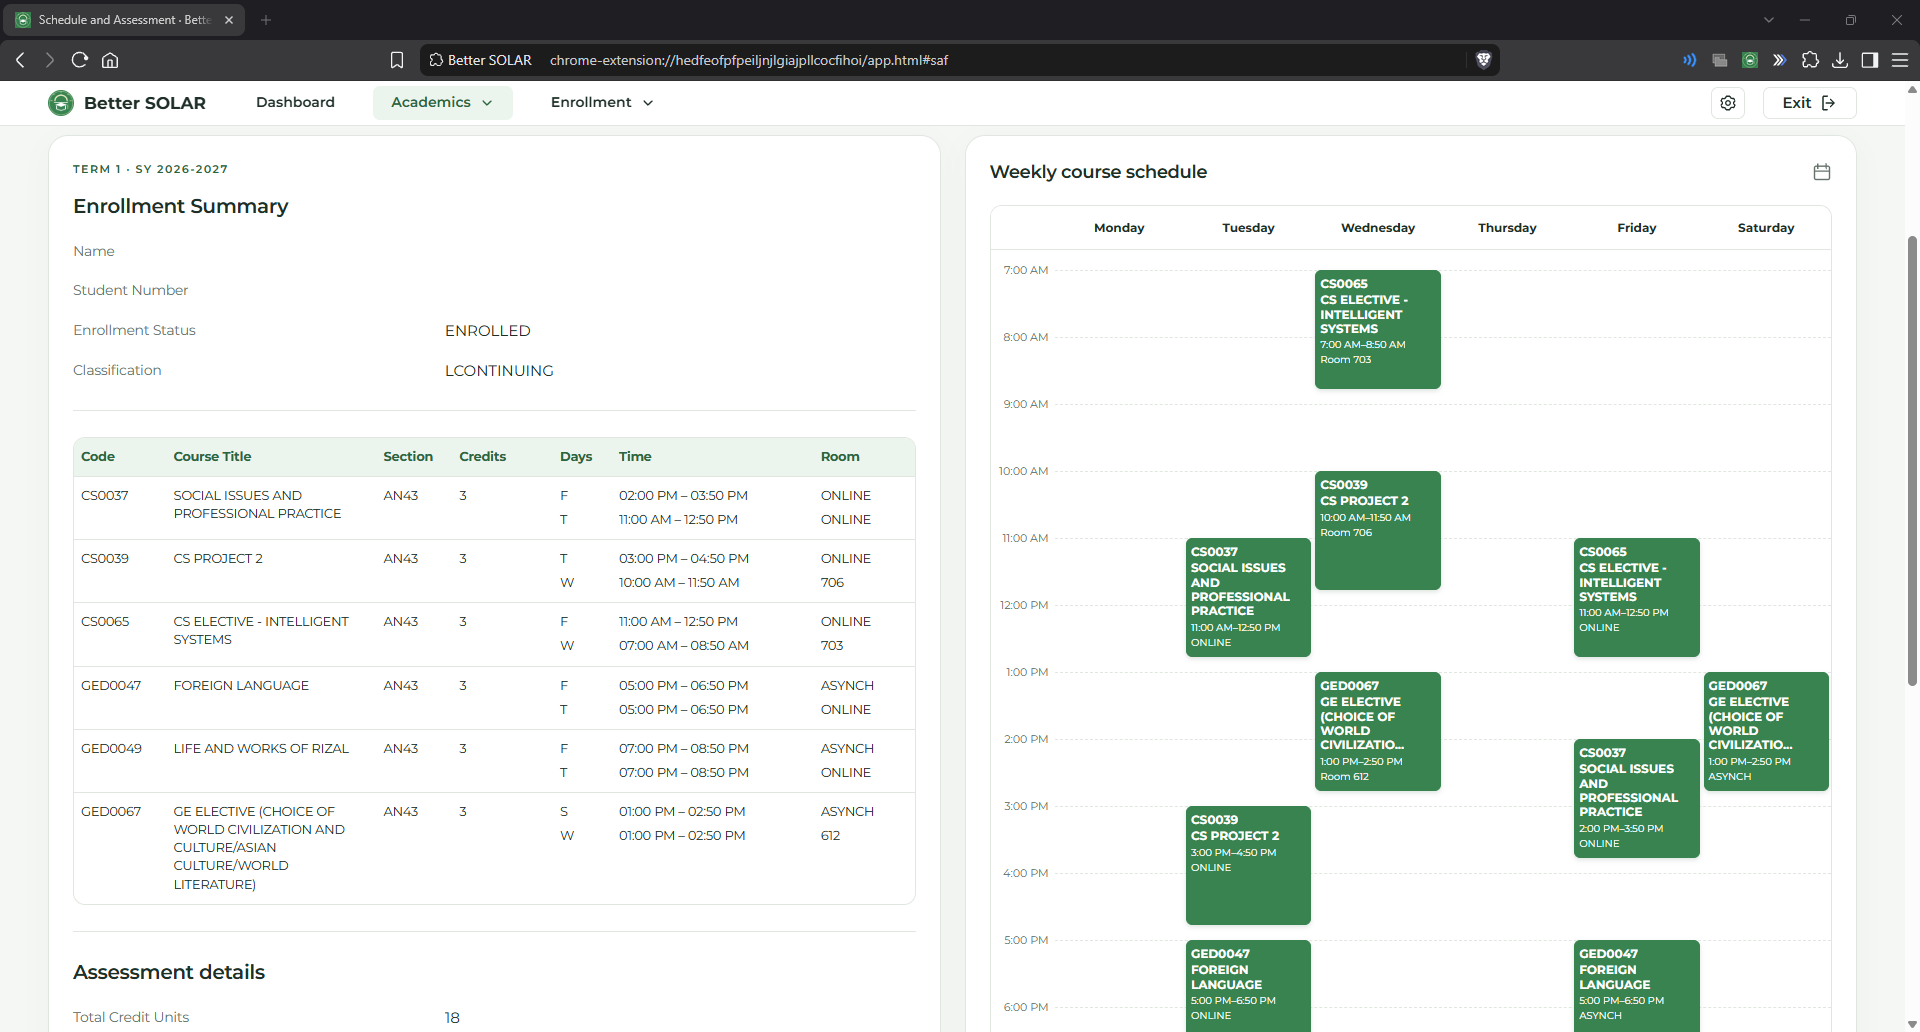 Schedule and Assessment · Bette
Better SOLAR
chrome-extension://hedfeofpfpeiljnjlgiajpllcocfihoi/app.html#saf
Better SOLAR
Dashboard
Academics
Enrollment
Exit
TERM 1 · SY 2026-2027
Enrollment Summary
Name
Student Number
Enrollment Status ENROLLED
Classification LCONTINUING
Code Course Title Section Credits Days Time Room
CS0037 SOCIAL ISSUES AND AN43 3 F 02:00 PM – 03:50 PM ONLINE
PROFESSIONAL PRACTICE T 11:00 AM – 12:50 PM ONLINE
CS0039 CS PROJECT 2 AN43 3 T 03:00 PM – 04:50 PM ONLINE
W 10:00 AM – 11:50 AM 706
CS0065 CS ELECTIVE - INTELLIGENT AN43 3 F 11:00 AM – 12:50 PM ONLINE
SYSTEMS W 07:00 AM – 08:50 AM 703
GED0047 FOREIGN LANGUAGE AN43 3 F 05:00 PM – 06:50 PM ASYNCH
T 05:00 PM – 06:50 PM ONLINE
GED0049 LIFE AND WORKS OF RIZAL AN43 3 F 07:00 PM – 08:50 PM ASYNCH
T 07:00 PM – 08:50 PM ONLINE
GED0067 GE ELECTIVE (CHOICE OF AN43 3 S 01:00 PM – 02:50 PM ASYNCH
WORLD CIVILIZATION AND W 01:00 PM – 02:50 PM 612
CULTURE/ASIAN
CULTURE/WORLD
LITERATURE)
Assessment details
Total Credit Units 18
Weekly course schedule
Monday Tuesday Wednesday Thursday Friday Saturday
7:00 AM
8:00 AM
9:00 AM
10:00 AM
11:00 AM
12:00 PM
1:00 PM
2:00 PM
3:00 PM
4:00 PM
5:00 PM
6:00 PM
CS0037
SOCIAL ISSUES
AND
PROFESSIONAL
PRACTICE
11:00 AM–12:50 PM
ONLINE
CS0039
CS PROJECT 2
3:00 PM–4:50 PM
ONLINE
GED0047
FOREIGN
LANGUAGE
5:00 PM–6:50 PM
ONLINE
CS0065
CS ELECTIVE -
INTELLIGENT
SYSTEMS
7:00 AM–8:50 AM
Room 703
CS0039
CS PROJECT 2
10:00 AM–11:50 AM
Room 706
GED0067
GE ELECTIVE
(CHOICE OF
WORLD
CIVILIZATIO...
1:00 PM–2:50 PM
Room 612
CS0065
CS ELECTIVE -
INTELLIGENT
SYSTEMS
11:00 AM–12:50 PM
ONLINE
CS0037
SOCIAL ISSUES
AND
PROFESSIONAL
PRACTICE
2:00 PM–3:50 PM
ONLINE
GED0047
FOREIGN
LANGUAGE
5:00 PM–6:50 PM
ASYNCH
GED0067
GE ELECTIVE
(CHOICE OF
WORLD
CIVILIZATIO...
1:00 PM–2:50 PM
ASYNCH